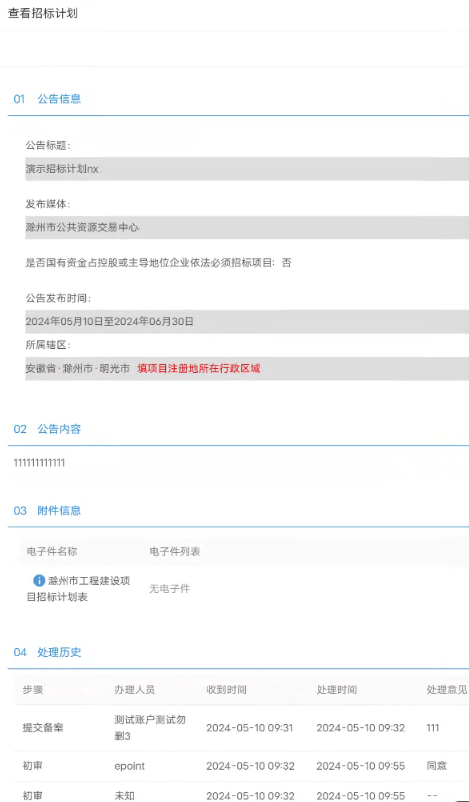 查看招标计划
01 公告信息
公告标题:
演示招标计划nx
发布媒体:
滁州市公共资源交易中心·
是否国有资金占控股或主导地位企业依法必须招标项目: 否
公告发布时间:
2024年05月10日至2024年06月30日
所属辖区:
安徽省·滁州市·明光市 填项目注册地所在行政区域
02 公告内容
111111111111
03 附件信息
电子件名称 电子件列表
滁州市工程建设项
目招标计划表
无电子件
04 处理历史
步骤 办理人员 收到时间 处理时间 处理意见
提交备案 测试账户测试勿
删3
2024-05-10 09:31 2024-05-10 09:32 111
初审 epoint 2024-05-10 09:32 2024-05-10 09:55 同意
初审 未知 2024-05-10 09:32 2024-05-10 09:55 --